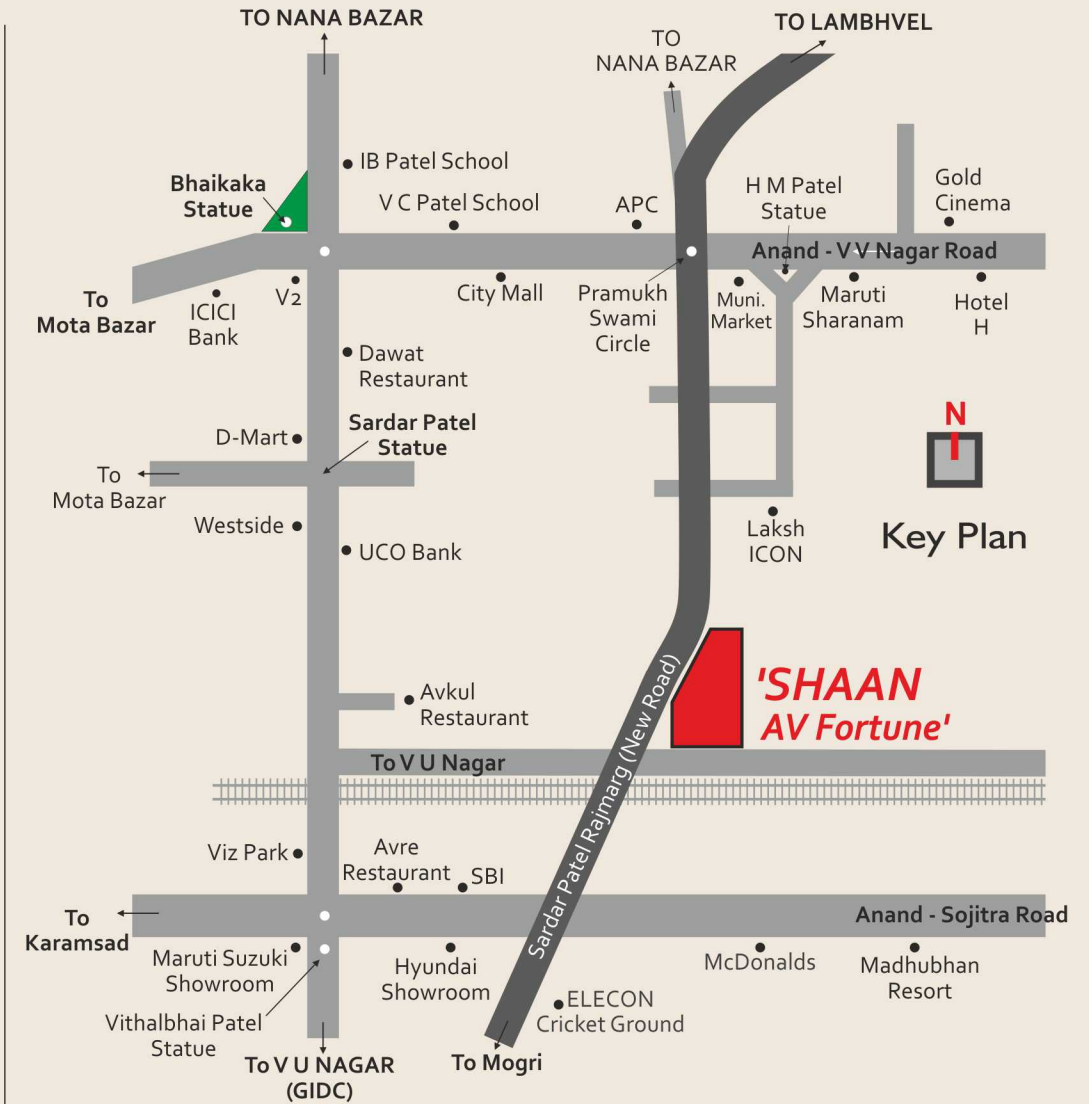 TO NANA BAZAR
TO LAMBHVEL
TO
NANA BAZAR
IB Patel School
Bhaikaka
Statue
V C Patel School
APC
H M Patel
Statue
Gold
Cinema
Anand - V V Nagar Road
To
Mota Bazar
ICICI
Bank
V2
City Mall
Pramukh
Swami
Circle
Muni.
Market
Maruti
Sharanam
Hotel
H
Dawat
Restaurant
D-Mart
Sardar Patel
Statue
To
Mota Bazar
N
Key Plan
Westside
UCO Bank
Laksh
ICON
'SHAAN
AV Fortune'
Avkul
Restaurant
Sardar Patel Rajmarg (New Road)
To V U Nagar
Viz Park
Avre
Restaurant
SBI
To
Karamsad
Anand - Sojitra Road
Maruti Suzuki
Showroom
Hyundai
Showroom
McDonalds
Madhubhan
Resort
Vithalbhai Patel
Statue
ELECON
Cricket Ground
To V U NAGAR
(GIDC)
To Mogri